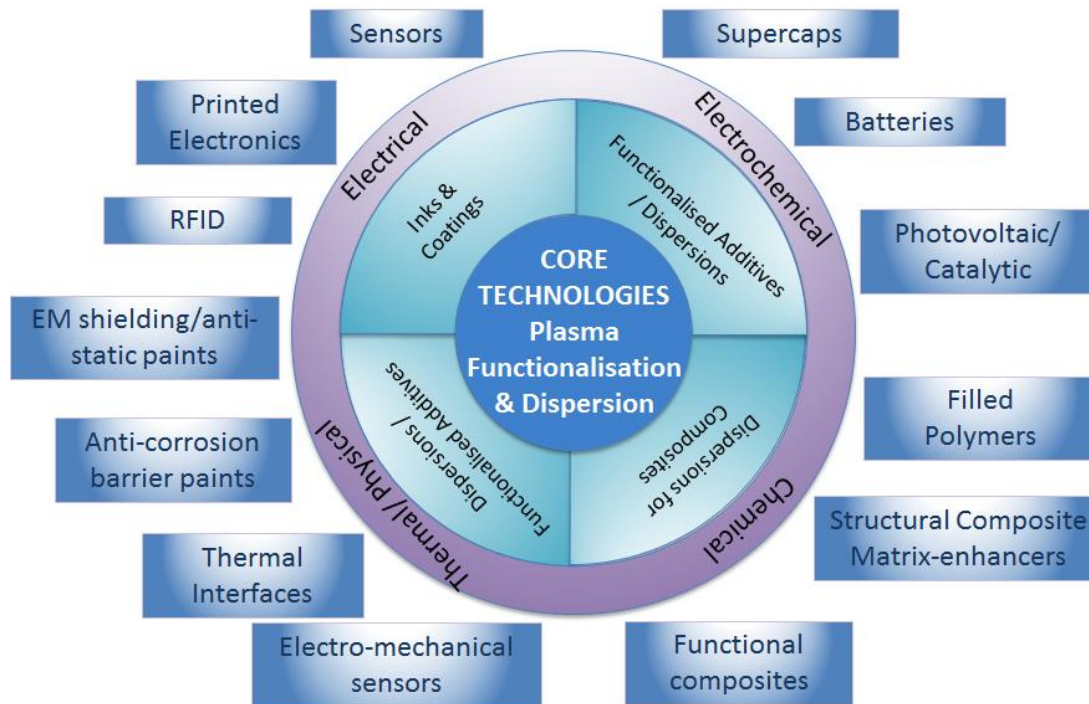 Sensors
Supercaps
Printed
Electronics
Batteries
RFID
Photovoltaic/
Catalytic
EM shielding/anti-
static paints
Filled
Polymers
Anti-corrosion
barrier paints
Structural Composite
Matrix-enhancers
Thermal
Interfaces
Electro-mechanical
sensors
Functional
composites
Electrical
Electrochemical
Thermal/ Physical
Chemical
Inks &
Coatings
Functionalised Additives
/ Dispersions
Dispersions /
Functionalised Additives
Dispersions for
Composites
CORE
TECHNOLOGIES
Plasma
Functionalisation
& Dispersion